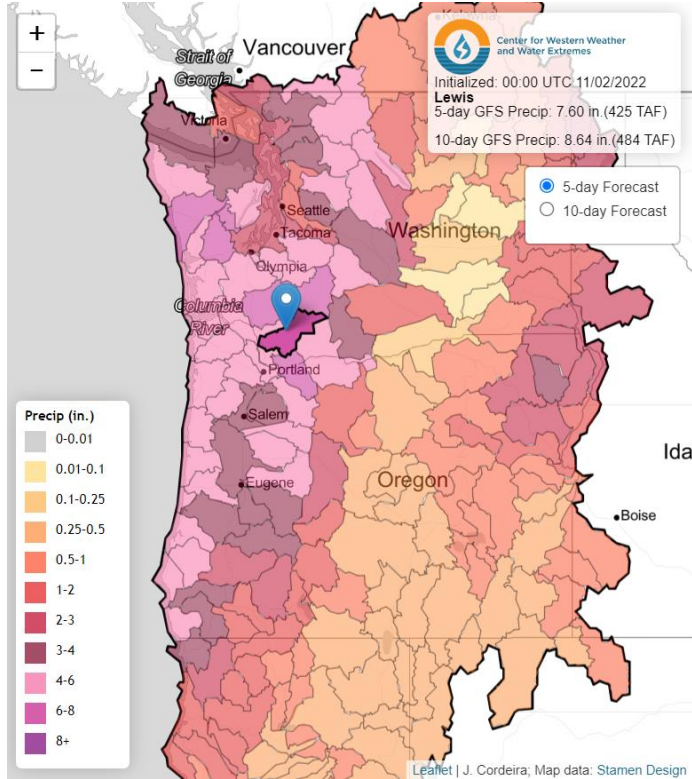 +
−
Strait of
Georgia
Vancouver
Kelowna
Center for Western Weather
and Water Extremes
Initialized: 00:00 UTC 11/02/2022
Lewis
5-day GFS Precip: 7.60 in.(425 TAF)
10-day GFS Precip: 8.64 in.(484 TAF)
5-day Forecast
10-day Forecast
Victoria
Seattle
Tacoma
Washington
Olympia
Columbia
River
Portland
Salem
Eugene
Oregon
Ida
Boise
Precip (in.)
0-0.01
0.01-0.1
0.1-0.25
0.25-0.5
0.5-1
1-2
2-3
3-4
4-6
6-8
8+
Leaflet | J. Cordeira; Map data: Stamen Design